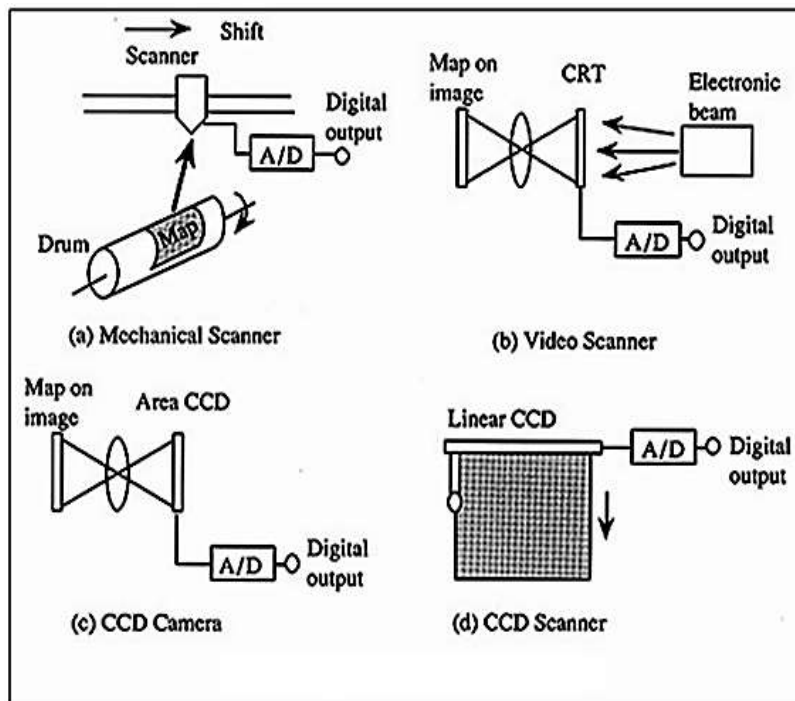 Shift
Scanner
Digital
output
A/D
Map
Drum
(a) Mechanical Scanner
Map on
image
CRT
Electronic
beam
Digital
output
A/D
(b) Video Scanner
Map on
image
Area CCD
Digital
output
A/D
(c) CCD Camera
Linear CCD
A/D
Digital
output
(d) CCD Scanner